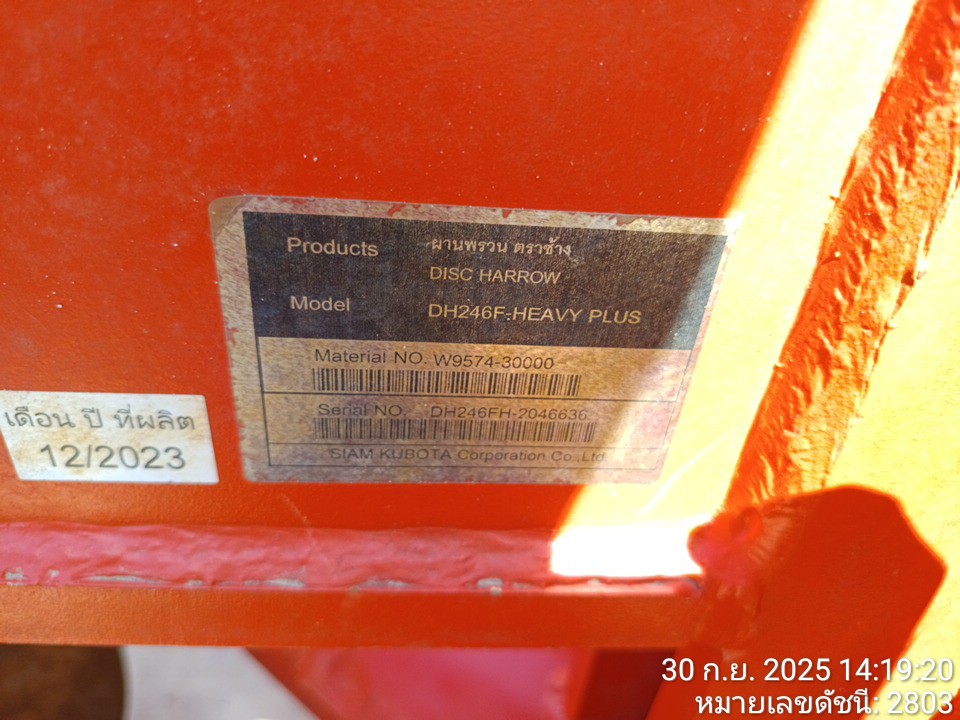 Products ผานพรวน ตราช้าง
DISC HARROW
Model DH246F-HEAVY PLUS
Material NO. W9574-30000
Serial NO. DH246FH-2046636
SIAM KUBOTA Corporation Co.,Ltd.
เดือน ปี ที่ผลิต
12/2023
30 ก.ย. 2025 14:19:20
หมายเลขดัชนี: 2803